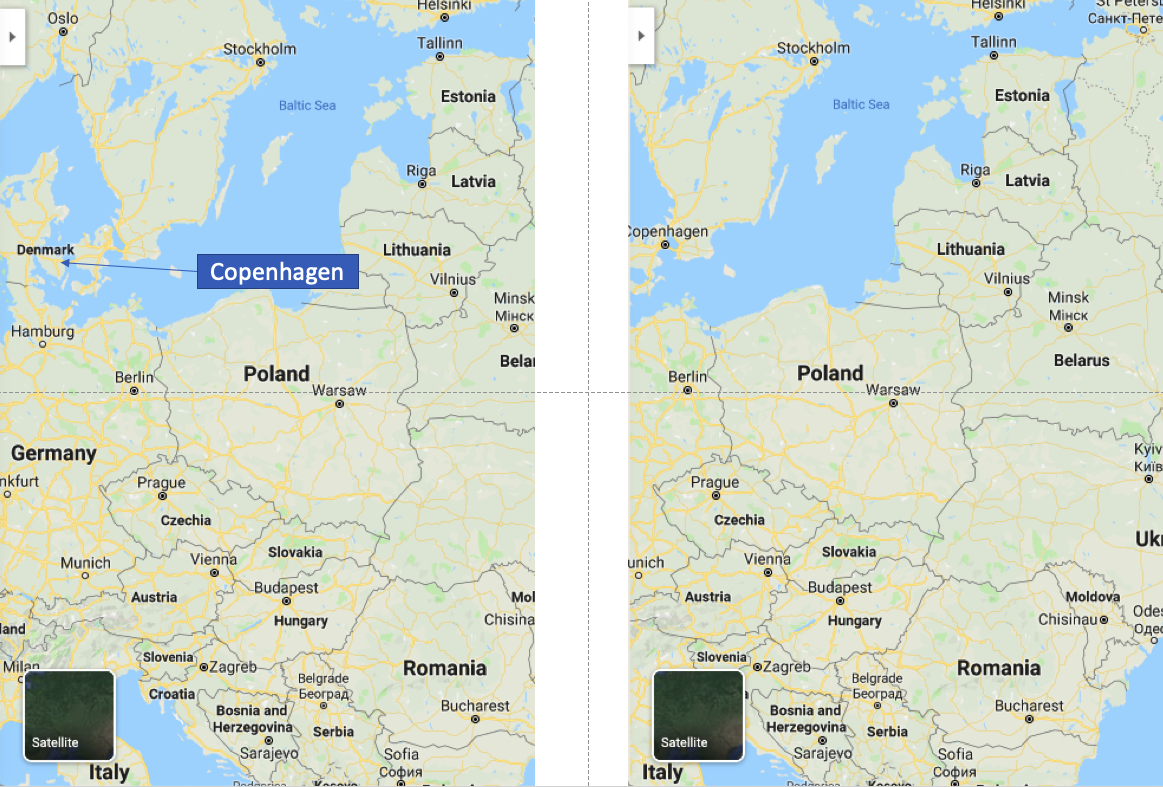 Helsinki
Oslo
Stockholm
Tallinn
Baltic Sea
Estonia
Riga
Latvia
Denmark
Lithuania
Copenhagen
Vilnius
Minsk
Мінск
Hamburg
Belar
Poland
Berlin
Warsaw
Germany
nkfurt
Prague
Czechia
Slovakia
Munich
Vienna
Austria
Budapest
Hungary
Mol
Chisina
land
Milan
Slovenia
Zagreb
Romania
Croatia
Belgrade
Београд
Bosnia and
Herzegovina
Bucharest
Serbia
Sarajevo
Sofia
София
Satellite
Italy
Kosovo
Helsinki
St Petersb
Санкт-Пете
Stockholm
Tallinn
Baltic Sea
Estonia
Riga
Latvia
Copenhagen
Lithuania
Vilnius
Minsk
Мінск
Belarus
Poland
Berlin
Warsaw
Kyiv
Київ
Prague
Czechia
Ukr
Slovakia
unich
Vienna
Austria
Budapest
Hungary
Moldova
Chisinau
Odes
Одес
Slovenia
Zagreb
Romania
Belgrade
Београд
Bosnia and
Herzegovina
Bucharest
Serbia
Sarajevo
Sofia
София
Satellite
Italy
Kosovo